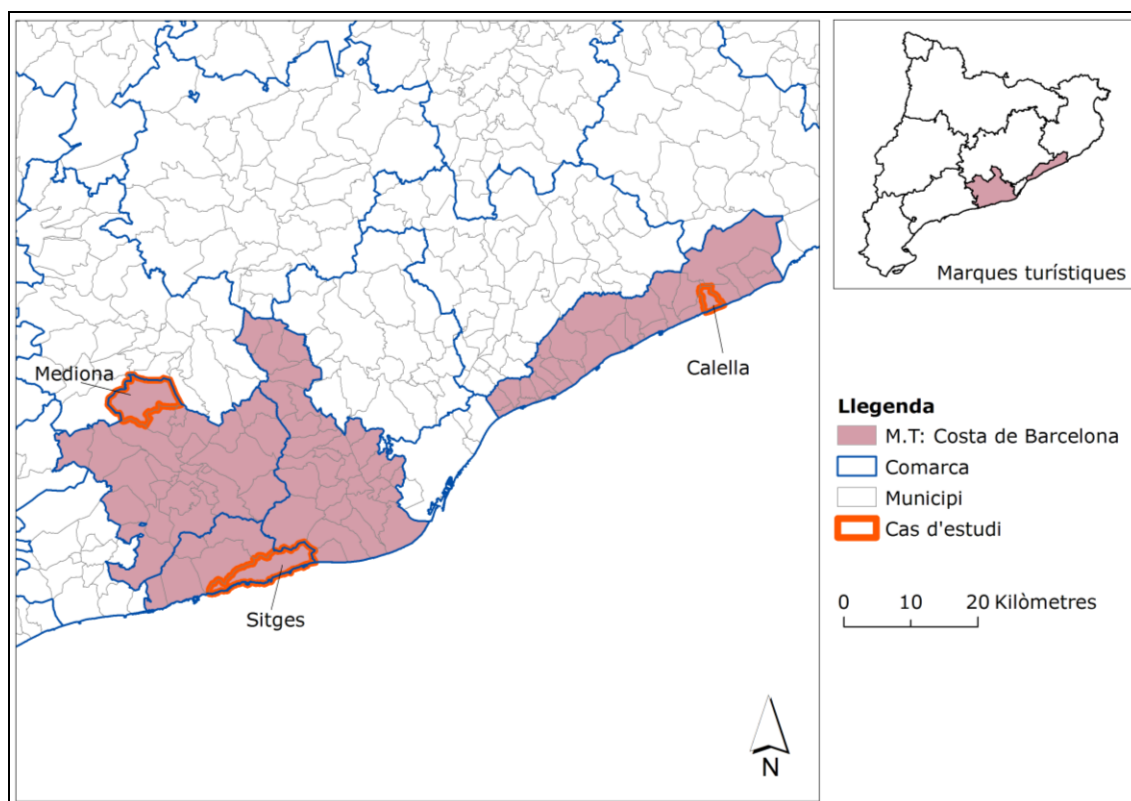 Mediona
Calella
Sitges
N
Marques turístiques
Llegenda
M.T: Costa de Barcelona
Comarca
Municipi
Cas d'estudi
0 10 20 Kilòmetres